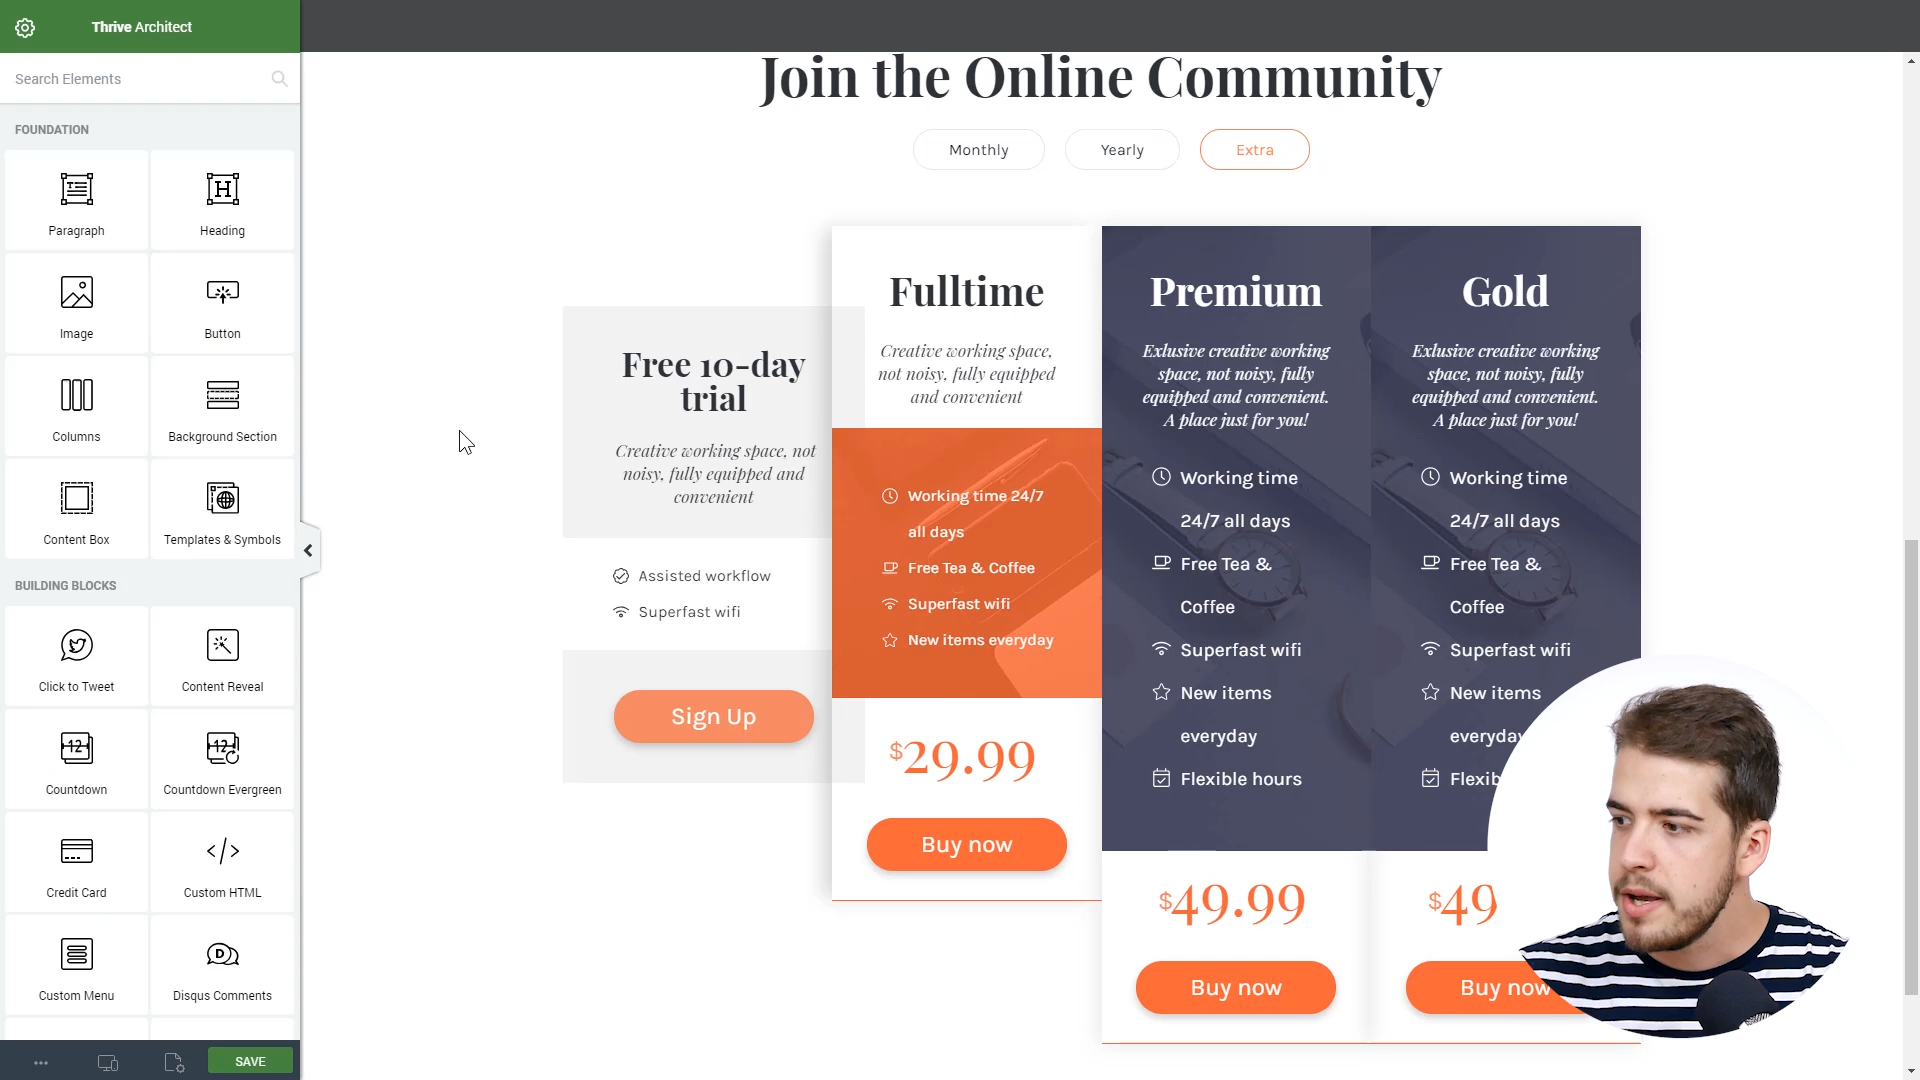 Thrive Architect
Search Elements
FOUNDATION
Paragraph
Heading
Image
Button
Columns
Background Section
Content Box
Templates & Symbols
BUILDING BLOCKS
Click to Tweet
Content Reveal
12
Countdown
12
Countdown Evergreen
Credit Card
</>
Custom HTML
Custom Menu
D
Disqus Comments
SAVE
Join the Online Community
Monthly
Yearly
Extra
Free 10-day
trial
Creative working space, not
noisy, fully equipped and
convenient
Assisted workflow
Superfast wifi
Sign Up
Fulltime
Creative working space,
not noisy, fully equipped
and convenient
Working time 24/7
all days
Free Tea & Coffee
Superfast wifi
New items everyday
$29.99
Buy now
Premium
Exlusive creative working
space, not noisy, fully
equipped and convenient.
A place just for you!
Working time
24/7 all days
Free Tea &
Coffee
Superfast wifi
New items
everyday
Flexible hours
$49.99
Buy now
Gold
Exlusive creative working
space, not noisy, fully
equipped and convenient.
A place just for you!
Working time
24/7 all days
Free Tea &
Coffee
Superfast wifi
New items
everyday
Flexib
$49
Buy now